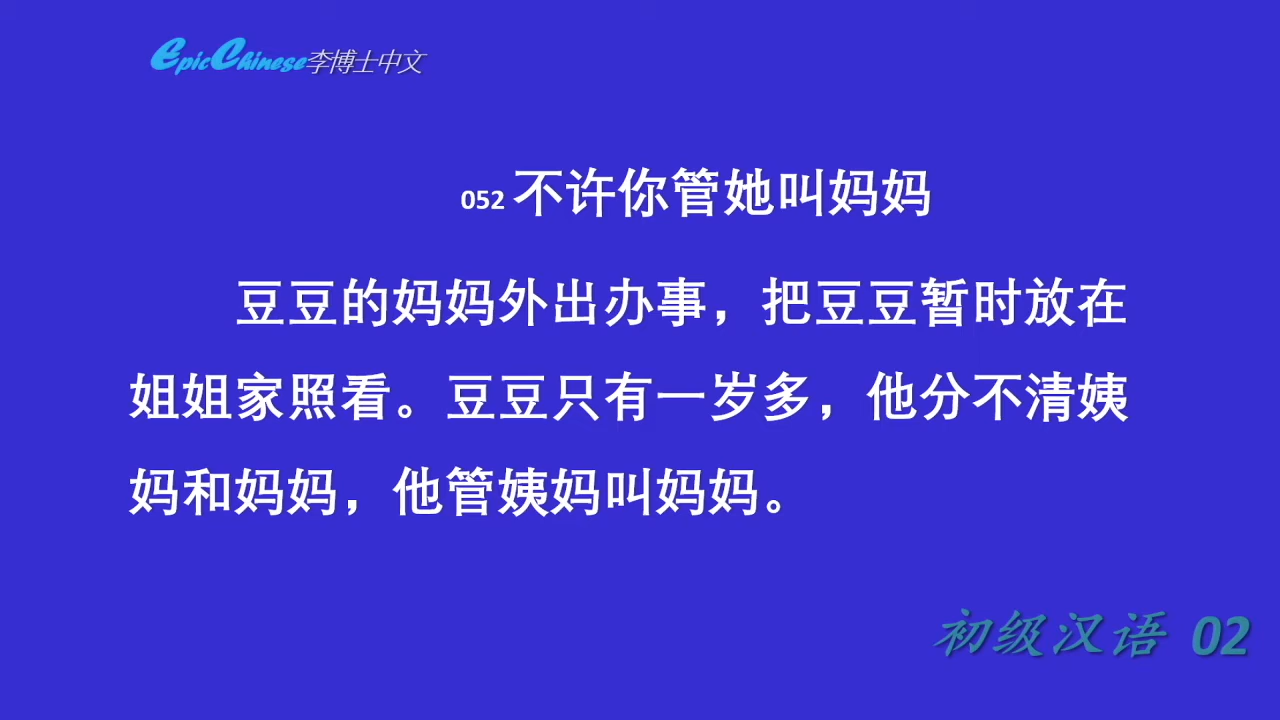 EpicChinese李博士中文
052 不许你管她叫妈妈
豆豆的妈妈外出办事，把豆豆暂时放在
姐姐家照看。豆豆只有一岁多，他分不清姨
妈和妈妈，他管姨妈叫妈妈。
初级汉语 02